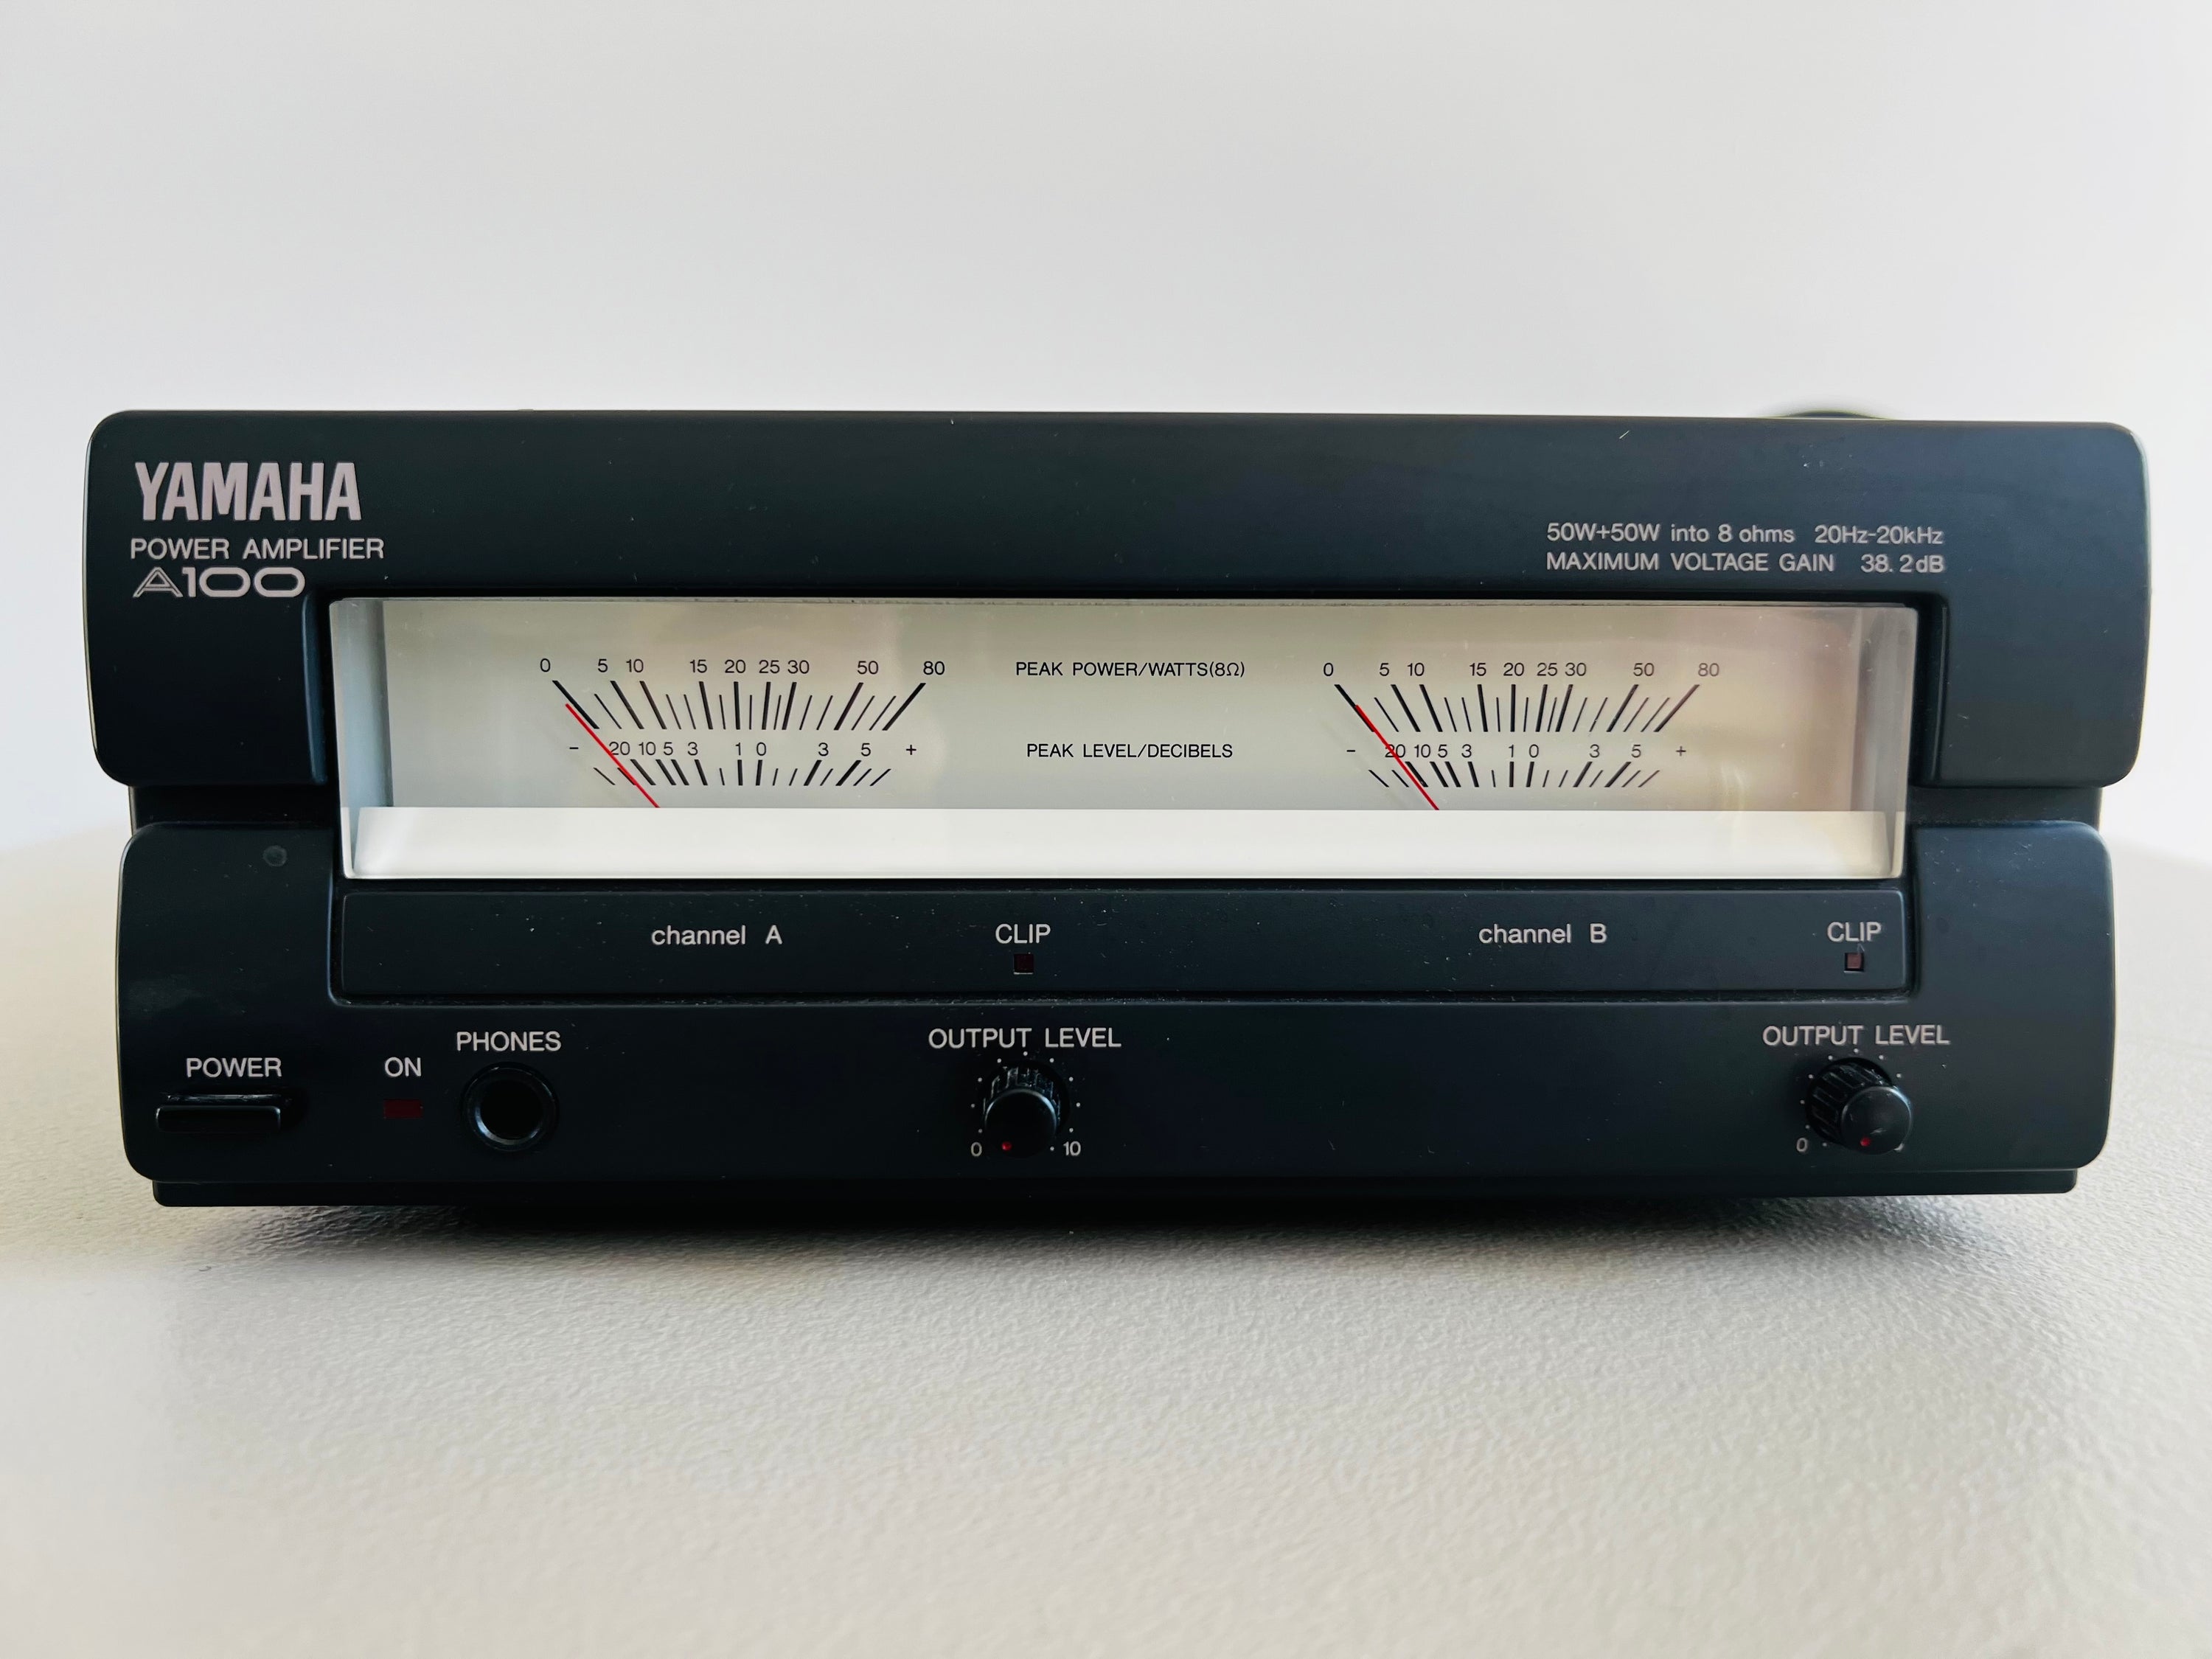 YAMAHA
POWER AMPLIFIER
A100
50W+50W into 8 ohms 20Hz-20kHz
MAXIMUM VOLTAGE GAIN 38.2dB
0 5 10 15 20 25 30 50 80 PEAK POWER/WATTS(8Ω) 0 5 10 15 20 25 30 50 80
- 20 10 5 3 1 0 3 5 + PEAK LEVEL/DECIBELS - 20 10 5 3 1 0 3 5 +
channel A CLIP channel B CLIP
POWER ON PHONES OUTPUT LEVEL OUTPUT LEVEL
0 10 0